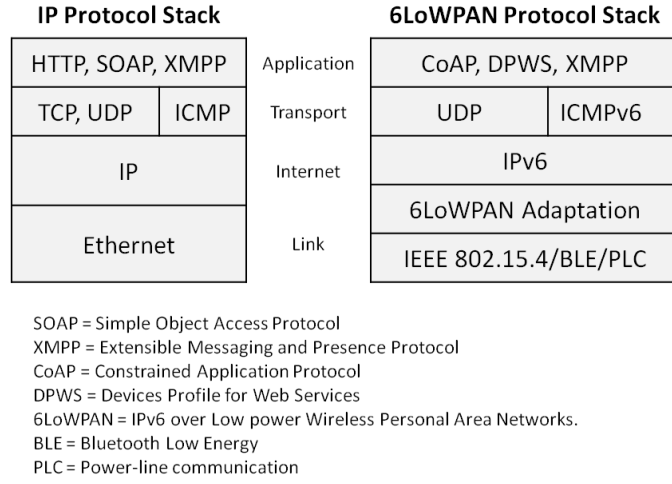 IP Protocol Stack
6LoWPAN Protocol Stack
HTTP, SOAP, XMPP
Application
CoAP, DPWS, XMPP
TCP, UDP
ICMP
Transport
UDP
ICMPv6
IP
Internet
IPv6
6LoWPAN Adaptation
Ethernet
Link
IEEE 802.15.4/BLE/PLC
SOAP = Simple Object Access Protocol
XMPP = Extensible Messaging and Presence Protocol
CoAP = Constrained Application Protocol
DPWS = Devices Profile for Web Services
6LoWPAN = IPv6 over Low power Wireless Personal Area Networks.
BLE = Bluetooth Low Energy
PLC = Power-line communication